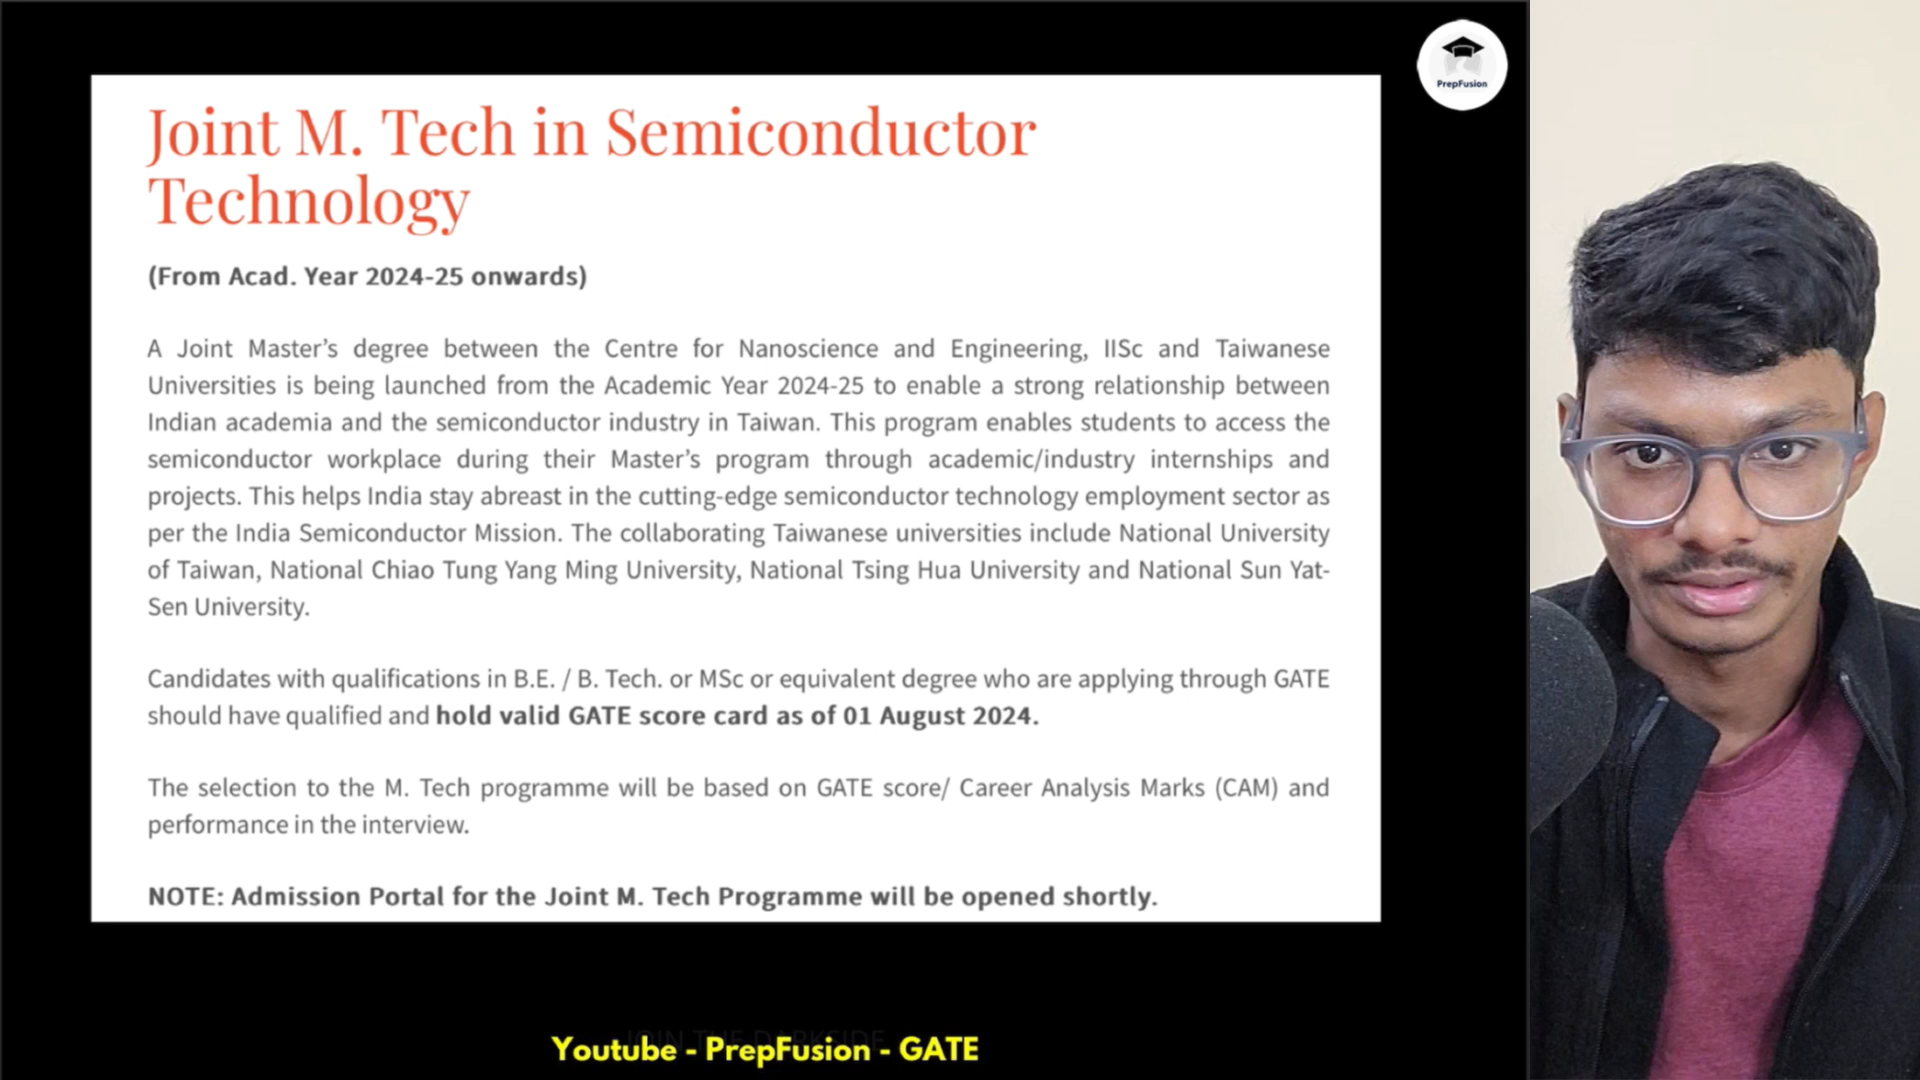 PrepFusion
Joint M. Tech in Semiconductor
Technology
(From Acad. Year 2024-25 onwards)
A Joint Master’s degree between the Centre for Nanoscience and Engineering, IISc and Taiwanese
Universities is being launched from the Academic Year 2024-25 to enable a strong relationship between
Indian academia and the semiconductor industry in Taiwan. This program enables students to access the
semiconductor workplace during their Master’s program through academic/industry internships and
projects. This helps India stay abreast in the cutting-edge semiconductor technology employment sector as
per the India Semiconductor Mission. The collaborating Taiwanese universities include National University
of Taiwan, National Chiao Tung Yang Ming University, National Tsing Hua University and National Sun Yat-
Sen University.
Candidates with qualifications in B.E. / B. Tech. or MSc or equivalent degree who are applying through GATE
should have qualified and hold valid GATE score card as of 01 August 2024.
The selection to the M. Tech programme will be based on GATE score/ Career Analysis Marks (CAM) and
performance in the interview.
NOTE: Admission Portal for the Joint M. Tech Programme will be opened shortly.
JOIN THE DARKSIDE
Youtube - PrepFusion - GATE